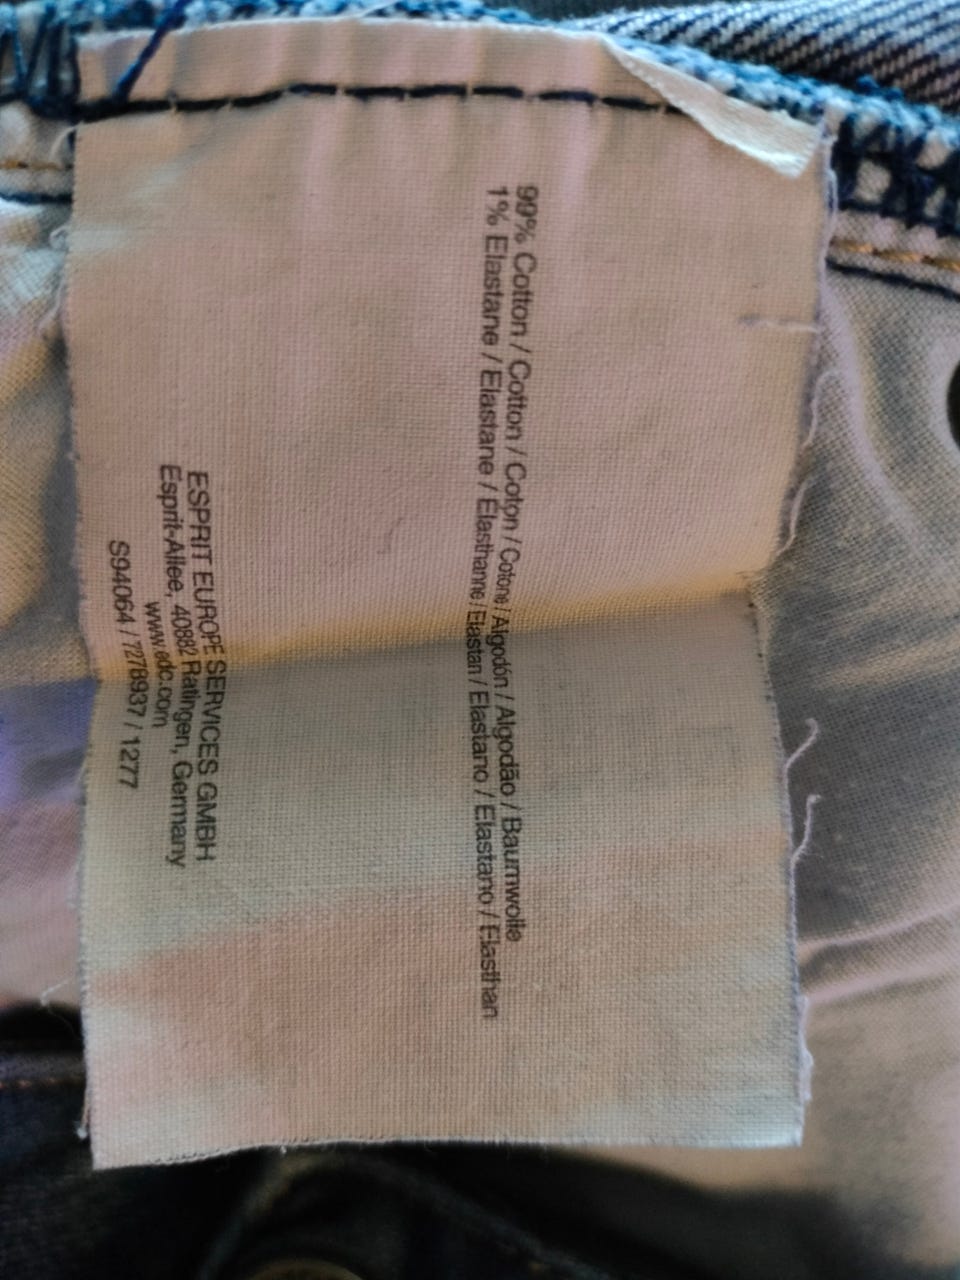 99% Cotton / Cotton / Coton / Cotone / Algodón / Algodão / Baumwolle
1% Elastane / Elastane / Élasthanne / Elastan / Elastano / Elastano / Elasthan
ESPRIT EUROPE SERVICES GMBH
Esprit-Allee, 40882 Ratingen, Germany
www.edc.com
S94064 / 7278937 / 1277